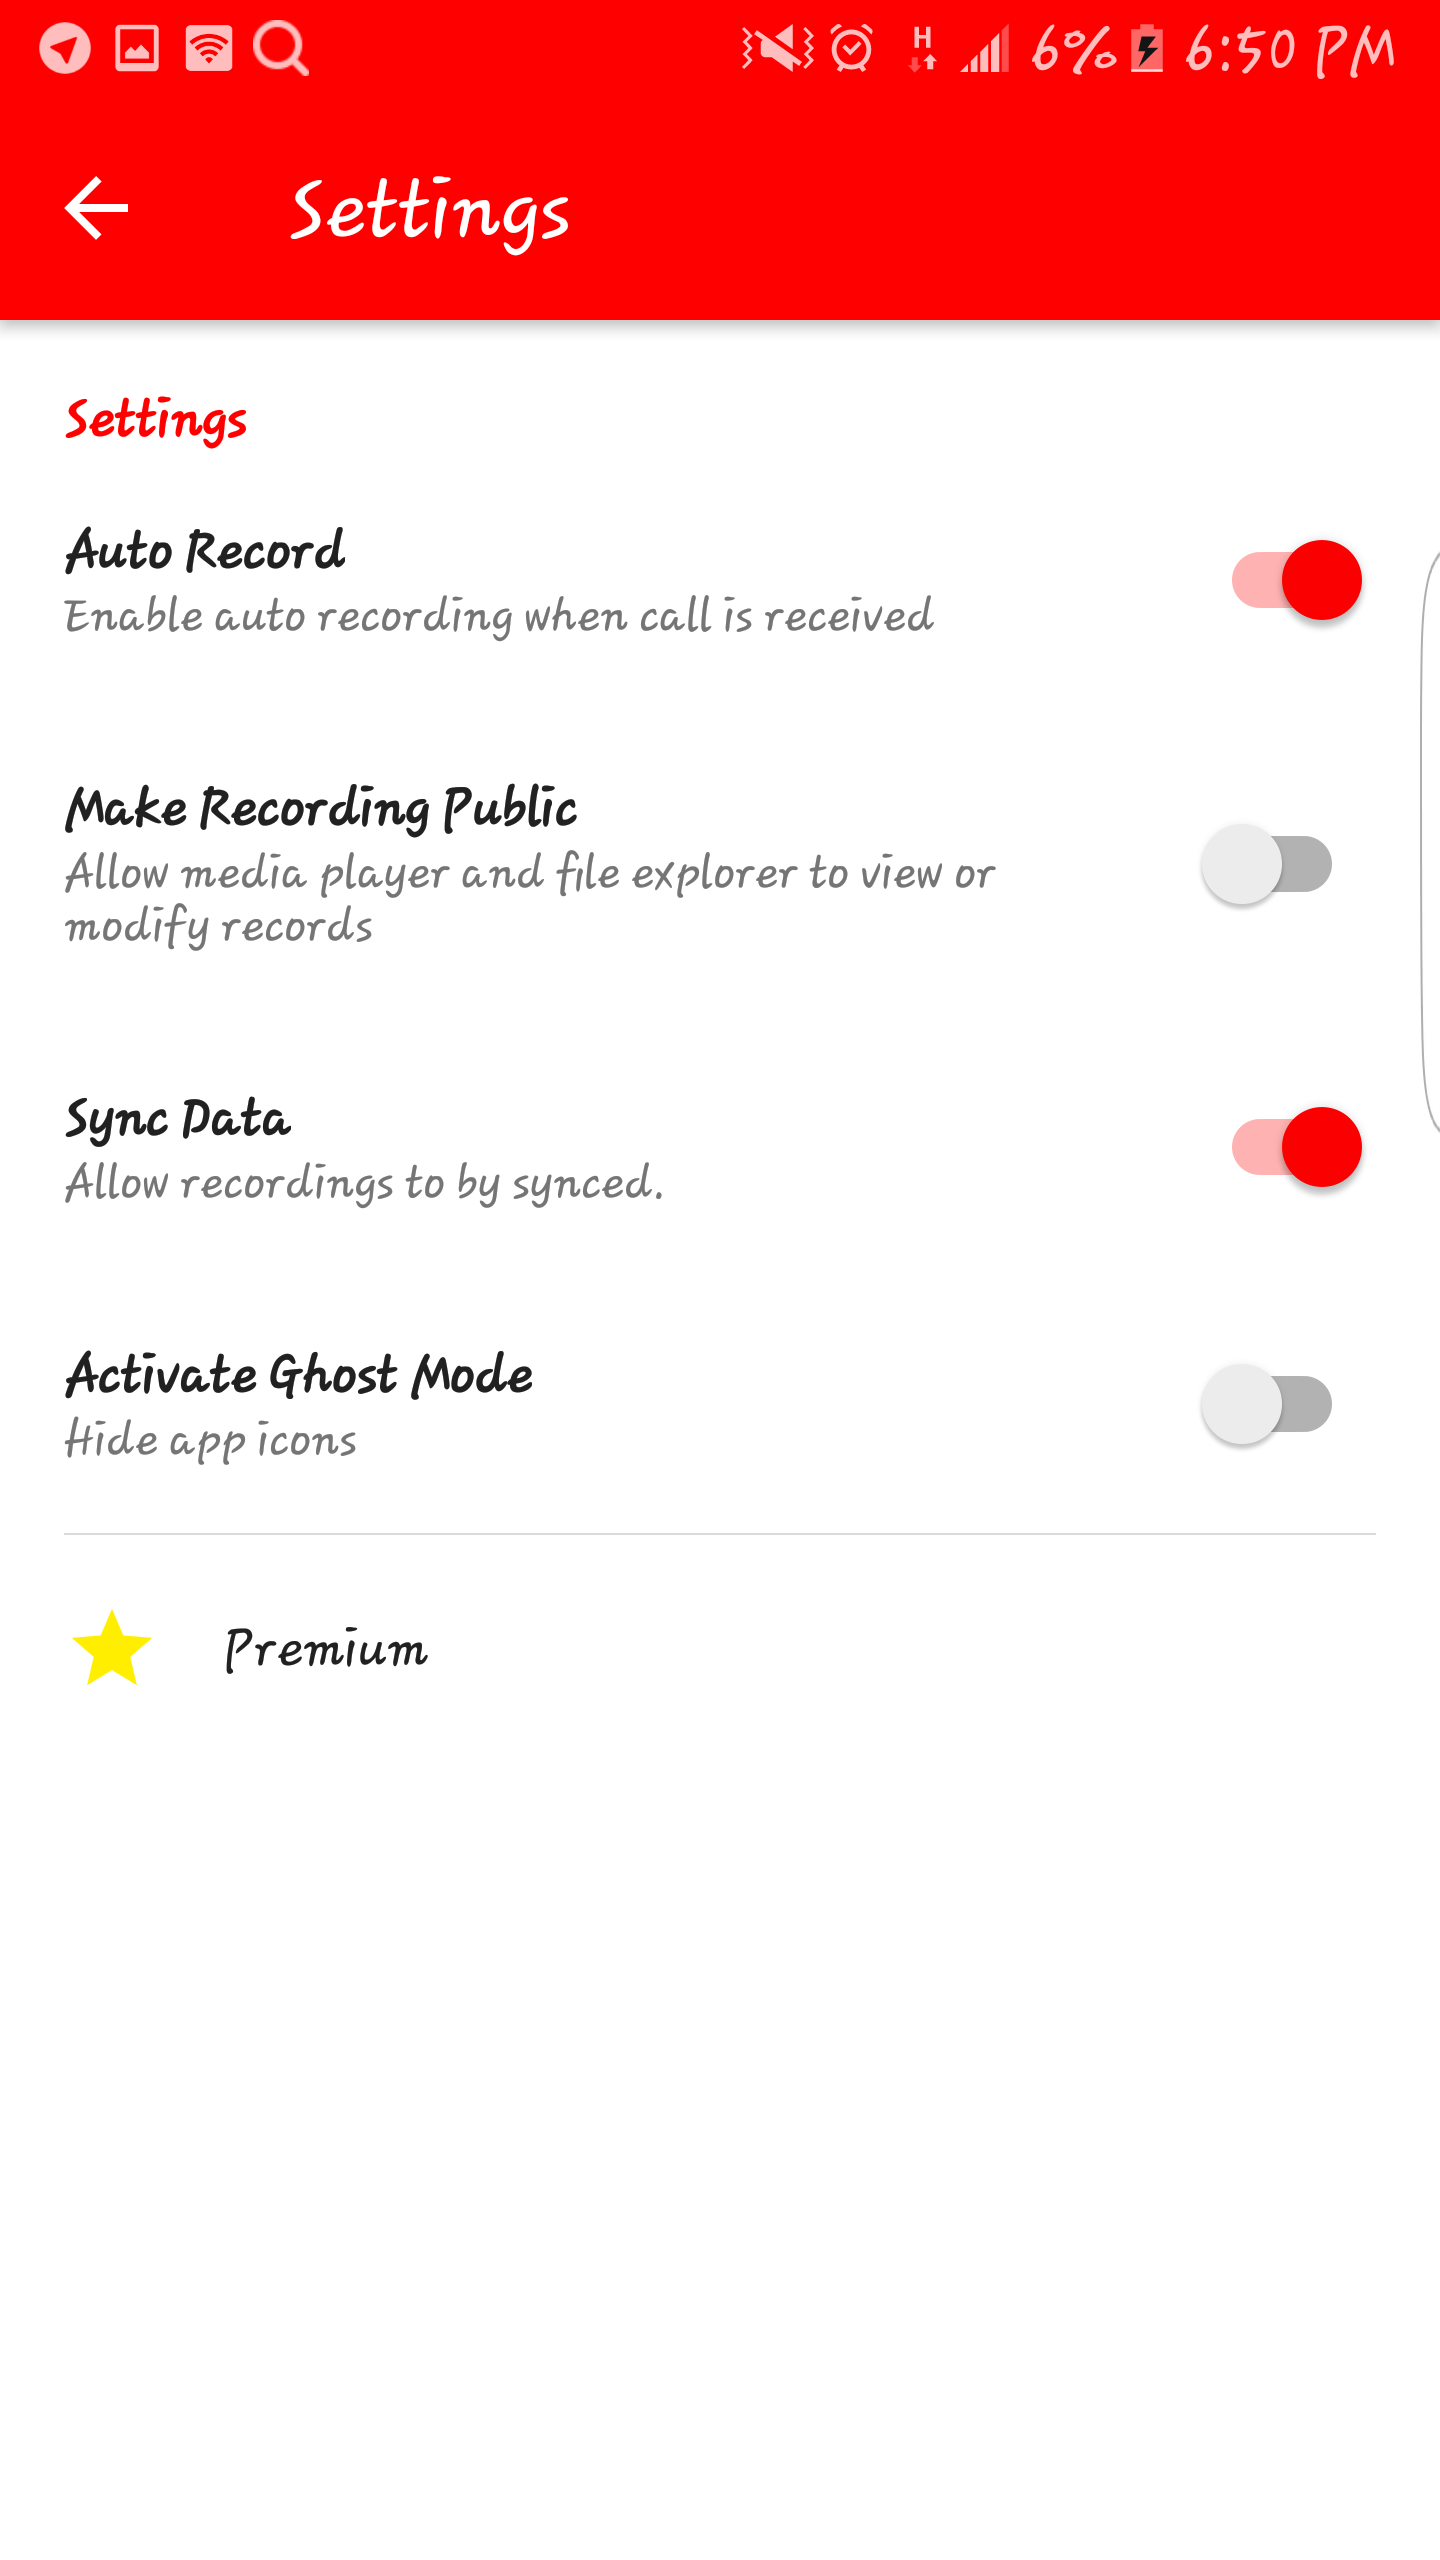 H 6% 6:50 PM
Settings
Settings
Auto Record
Enable auto recording when call is received
Make Recording Public
Allow media player and file explorer to view or
modify records
Sync Data
Allow recordings to by synced.
Activate Ghost Mode
Hide app icons
Premium